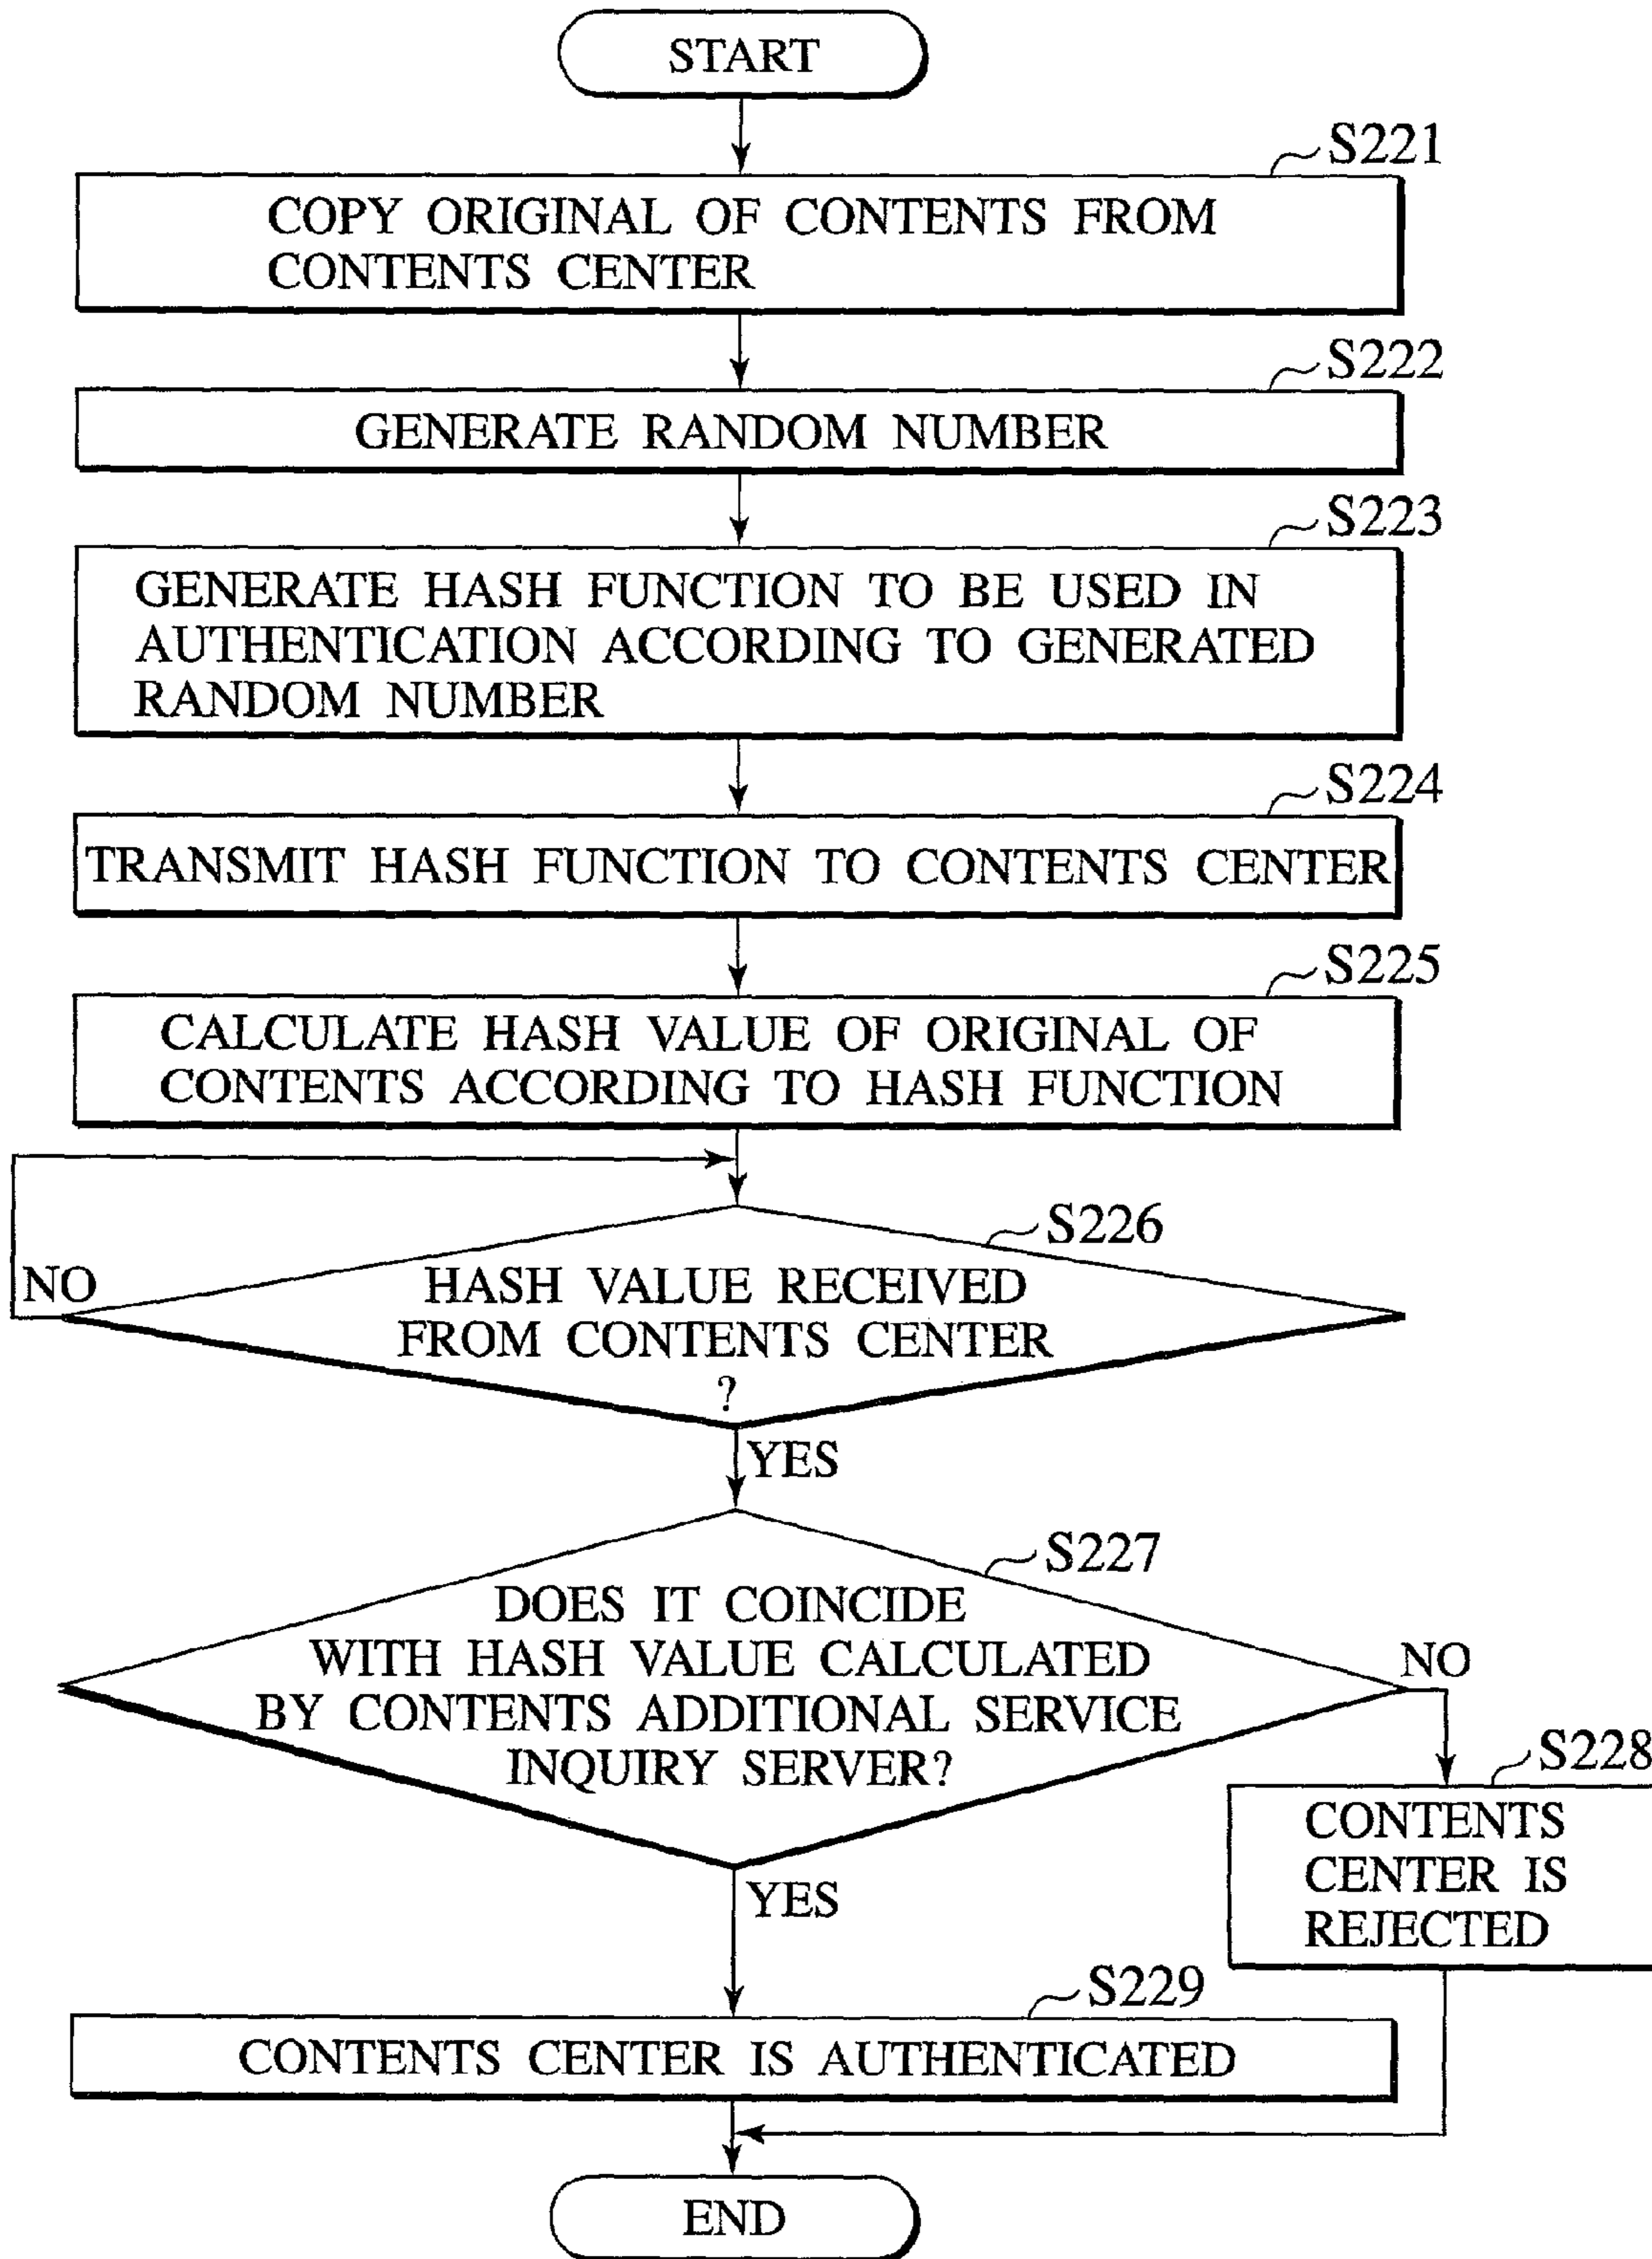 START
S221
COPY ORIGINAL OF CONTENTS FROM
CONTENTS CENTER
S222
GENERATE RANDOM NUMBER
S223
GENERATE HASH FUNCTION TO BE USED IN
AUTHENTICATION ACCORDING TO GENERATED
RANDOM NUMBER
S224
TRANSMIT HASH FUNCTION TO CONTENTS CENTER
S225
CALCULATE HASH VALUE OF ORIGINAL OF
CONTENTS ACCORDING TO HASH FUNCTION
S226
NO
HASH VALUE RECEIVED
FROM CONTENTS CENTER
?
YES
S227
DOES IT COINCIDE
WITH HASH VALUE CALCULATED
BY CONTENTS ADDITIONAL SERVICE
INQUIRY SERVER?
NO
S228
CONTENTS
CENTER IS
REJECTED
YES
S229
CONTENTS CENTER IS AUTHENTICATED
END